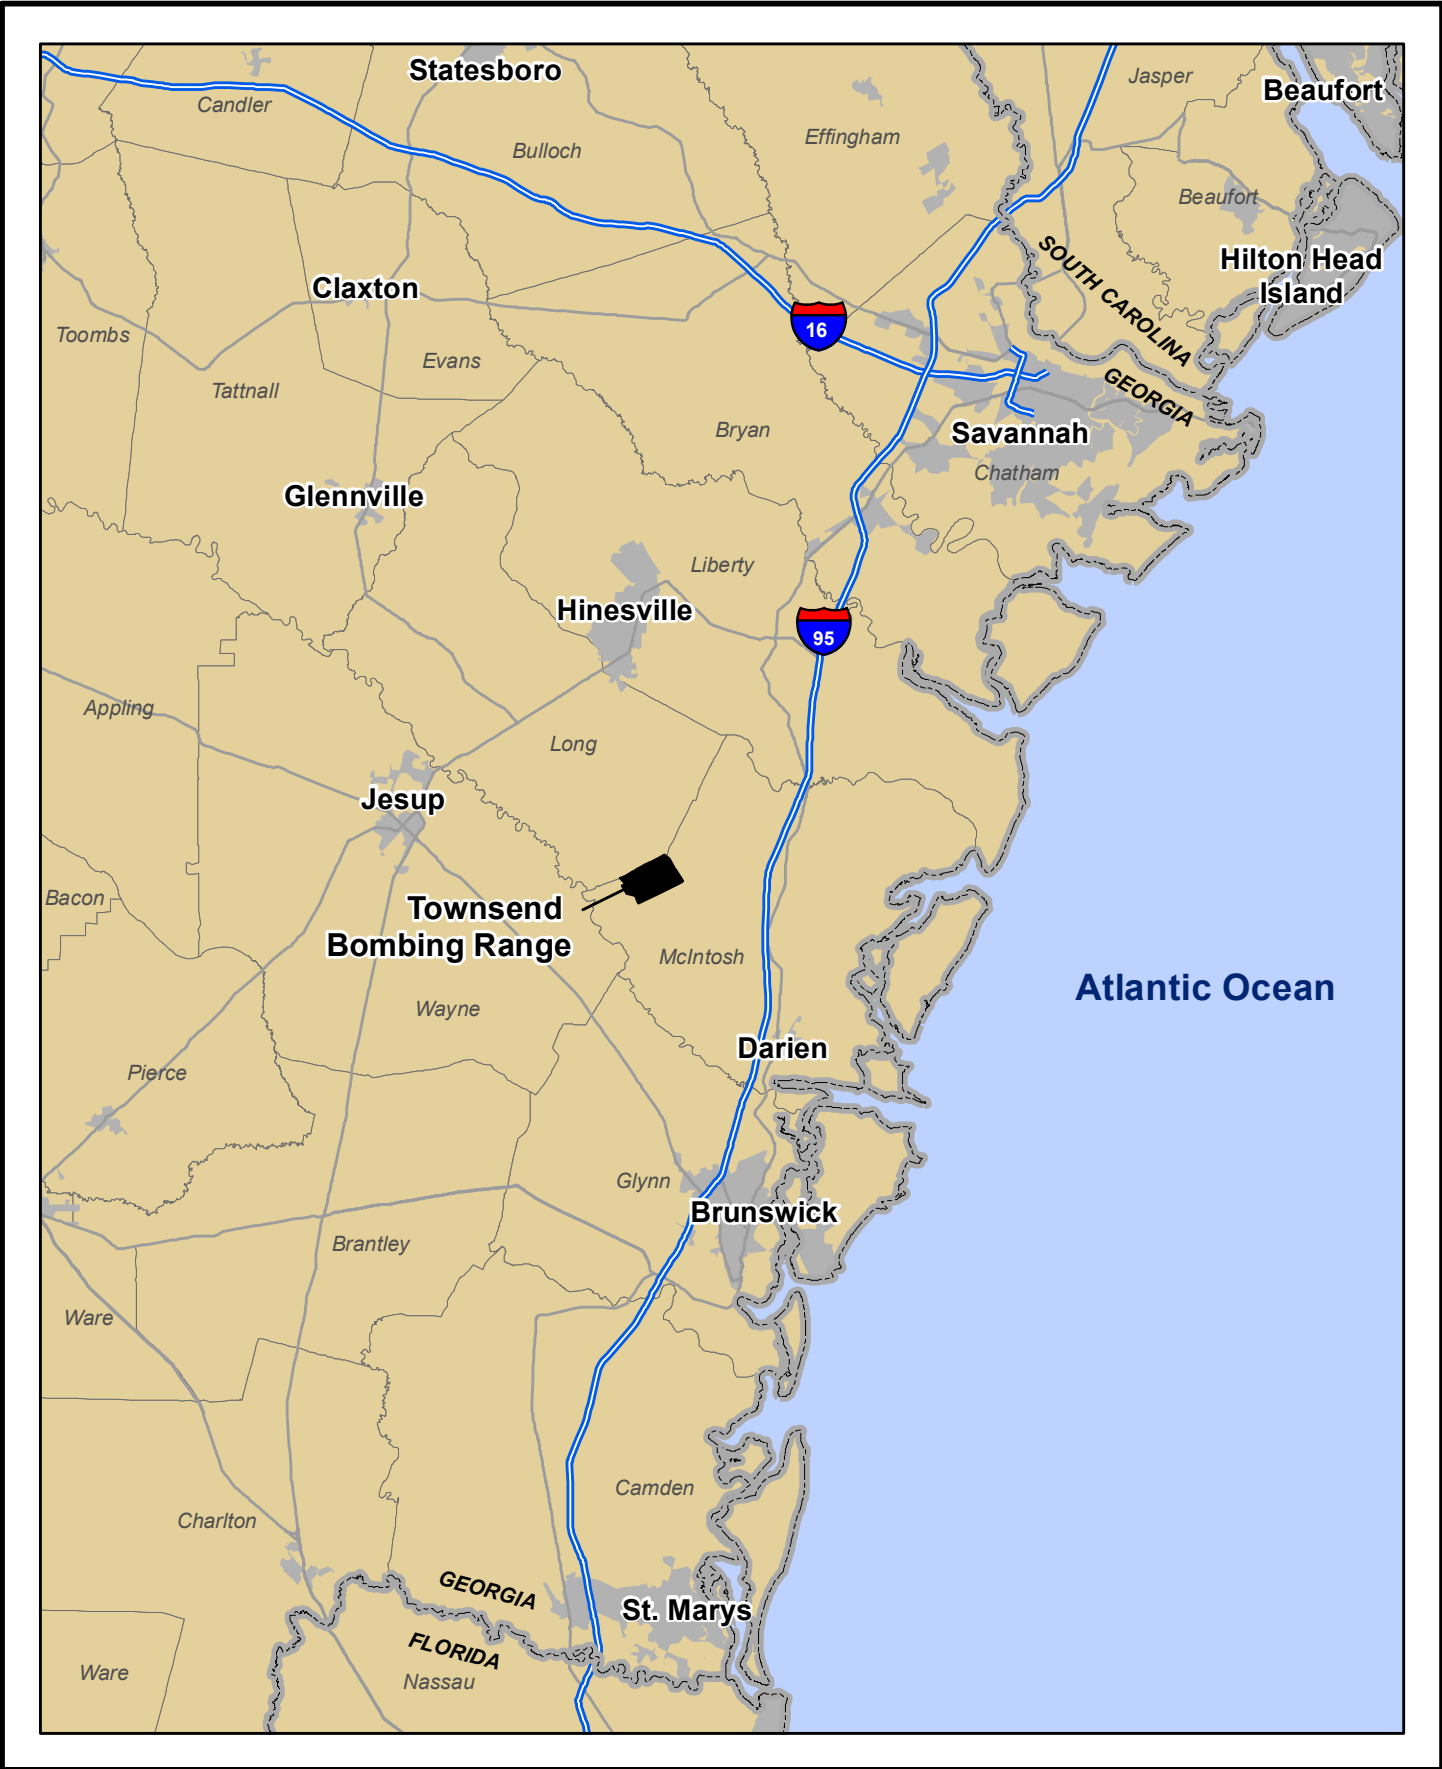 Statesboro
Jasper
Beaufort
Candler
Effingham
Bulloch
Beaufort
Hilton Head
Island
SOUTH CAROLINA
Claxton
16
Toombs
Evans
Tattnall
GEORGIA
Bryan
Savannah
Chatham
Glennville
Liberty
Hinesville
95
Appling
Long
Jesup
Bacon
Townsend
Bombing Range
McIntosh
Atlantic Ocean
Wayne
Darien
Pierce
Glynn
Brunswick
Brantley
Ware
Camden
Charlton
GEORGIA
St. Marys
FLORIDA
Ware
Nassau